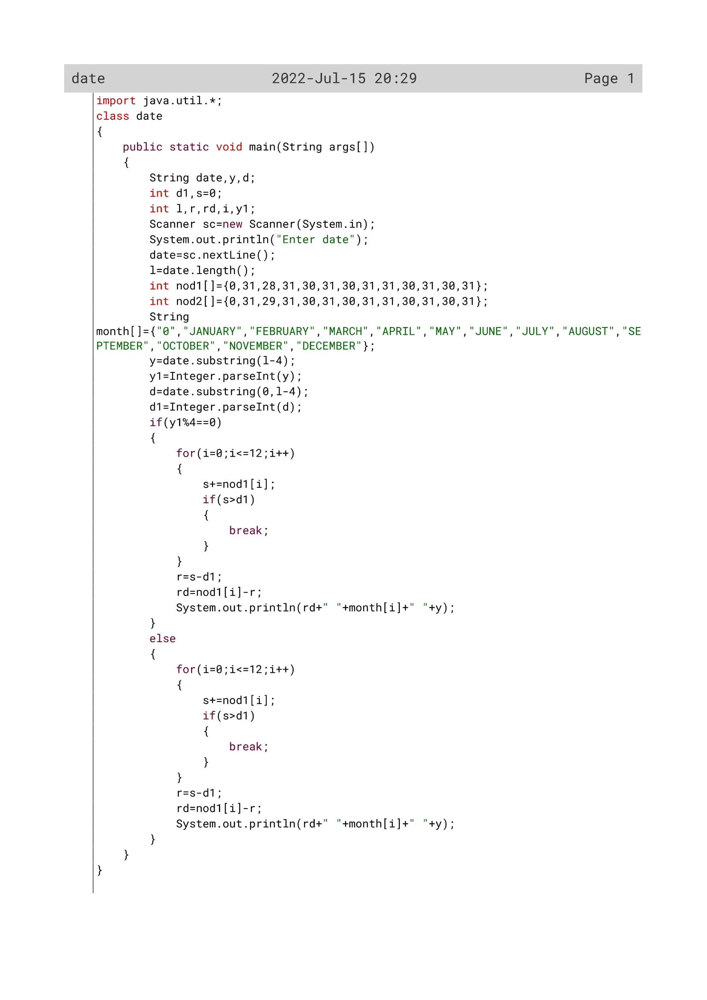 date 2022-Jul-15 20:29 Page 1
import java.util.*;
class date
{
    public static void main(String args[])
    {
        String date,y,d;
        int d1,s=0;
        int l,r,rd,i,y1;
        Scanner sc=new Scanner(System.in);
        System.out.println("Enter date");
        date=sc.nextLine();
        l=date.length();
        int nod1[]={0,31,28,31,30,31,30,31,31,30,31,30,31};
        int nod2[]={0,31,29,31,30,31,30,31,31,30,31,30,31};
        String
month[]={"0","JANUARY","FEBRUARY","MARCH","APRIL","MAY","JUNE","JULY","AUGUST","SE
PTEMBER","OCTOBER","NOVEMBER","DECEMBER"};
        y=date.substring(l-4);
        y1=Integer.parseInt(y);
        d=date.substring(0,l-4);
        d1=Integer.parseInt(d);
        if(y1%4==0)
        {
            for(i=0;i<=12;i++)
            {
                s+=nod1[i];
                if(s>d1)
                {
                    break;
                }
            }
            r=s-d1;
            rd=nod1[i]-r;
            System.out.println(rd+" "+month[i]+" "+y);
        }
        else
        {
            for(i=0;i<=12;i++)
            {
                s+=nod1[i];
                if(s>d1)
                {
                    break;
                }
            }
            r=s-d1;
            rd=nod1[i]-r;
            System.out.println(rd+" "+month[i]+" "+y);
        }
    }
}